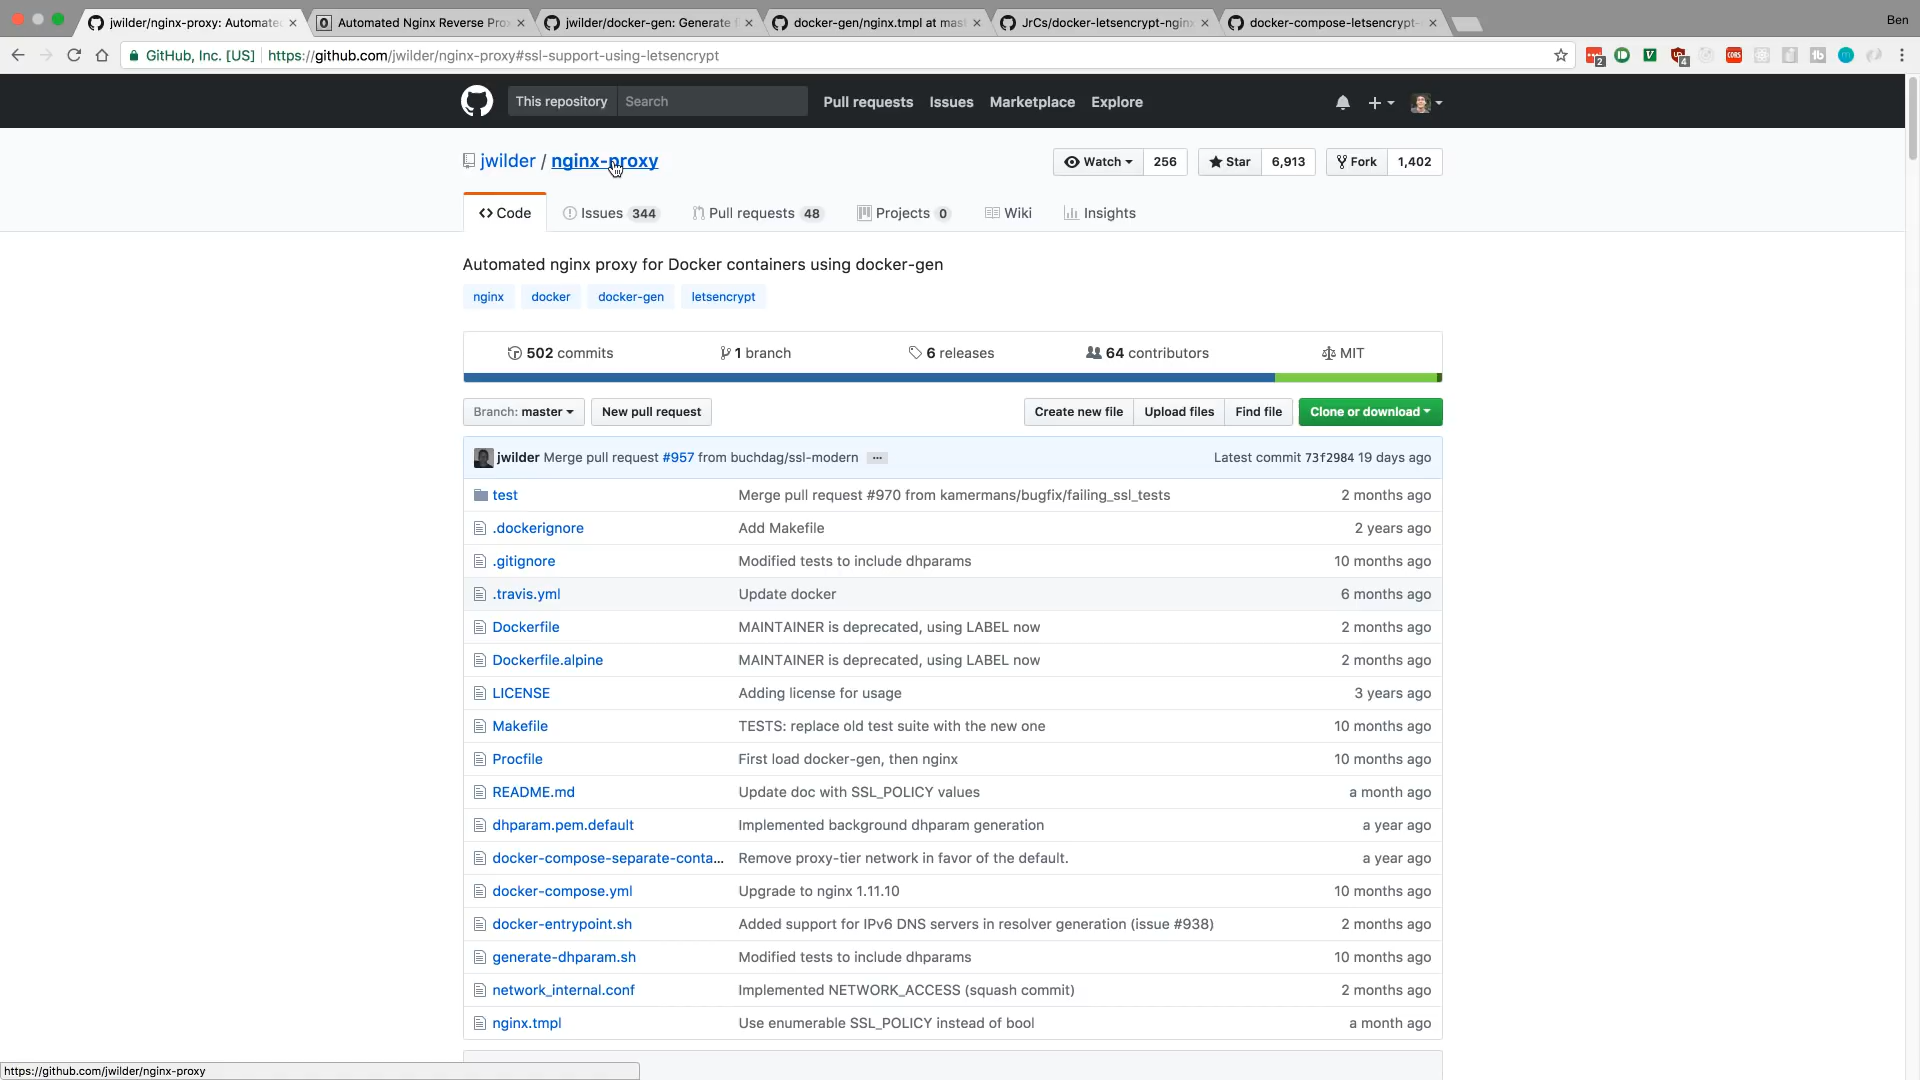 jwilder/nginx-proxy: Automated
Automated Nginx Reverse Pro
jwilder/docker-gen: Generate f
docker-gen/nginx.tmpl at mas
JrCs/docker-letsencrypt-nginx
docker-compose-letsencrypt-
Ben
GitHub, Inc. [US] https://github.com/jwilder/nginx-proxy#ssl-support-using-letsencrypt
2
4
CORS
This repository Search Pull requests Issues Marketplace Explore
jwilder / nginx-proxy
Watch 256 Star 6,913 Fork 1,402
Code Issues 344 Pull requests 48 Projects 0 Wiki Insights
Automated nginx proxy for Docker containers using docker-gen
nginx docker docker-gen letsencrypt
502 commits 1 branch 6 releases 64 contributors MIT
Branch: master New pull request Create new file Upload files Find file Clone or download
jwilder Merge pull request #957 from buchdag/ssl-modern ... Latest commit 73f2984 19 days ago
test Merge pull request #970 from kamermans/bugfix/failing_ssl_tests 2 months ago
.dockerignore Add Makefile 2 years ago
.gitignore Modified tests to include dhparams 10 months ago
.travis.yml Update docker 6 months ago
Dockerfile MAINTAINER is deprecated, using LABEL now 2 months ago
Dockerfile.alpine MAINTAINER is deprecated, using LABEL now 2 months ago
LICENSE Adding license for usage 3 years ago
Makefile TESTS: replace old test suite with the new one 10 months ago
Procfile First load docker-gen, then nginx 10 months ago
README.md Update doc with SSL_POLICY values a month ago
dhparam.pem.default Implemented background dhparam generation a year ago
docker-compose-separate-conta... Remove proxy-tier network in favor of the default. a year ago
docker-compose.yml Upgrade to nginx 1.11.10 10 months ago
docker-entrypoint.sh Added support for IPv6 DNS servers in resolver generation (issue #938) 2 months ago
generate-dhparam.sh Modified tests to include dhparams 10 months ago
network_internal.conf Implemented NETWORK_ACCESS (squash commit) 2 months ago
nginx.tmpl Use enumerable SSL_POLICY instead of bool a month ago
https://github.com/jwilder/nginx-proxy